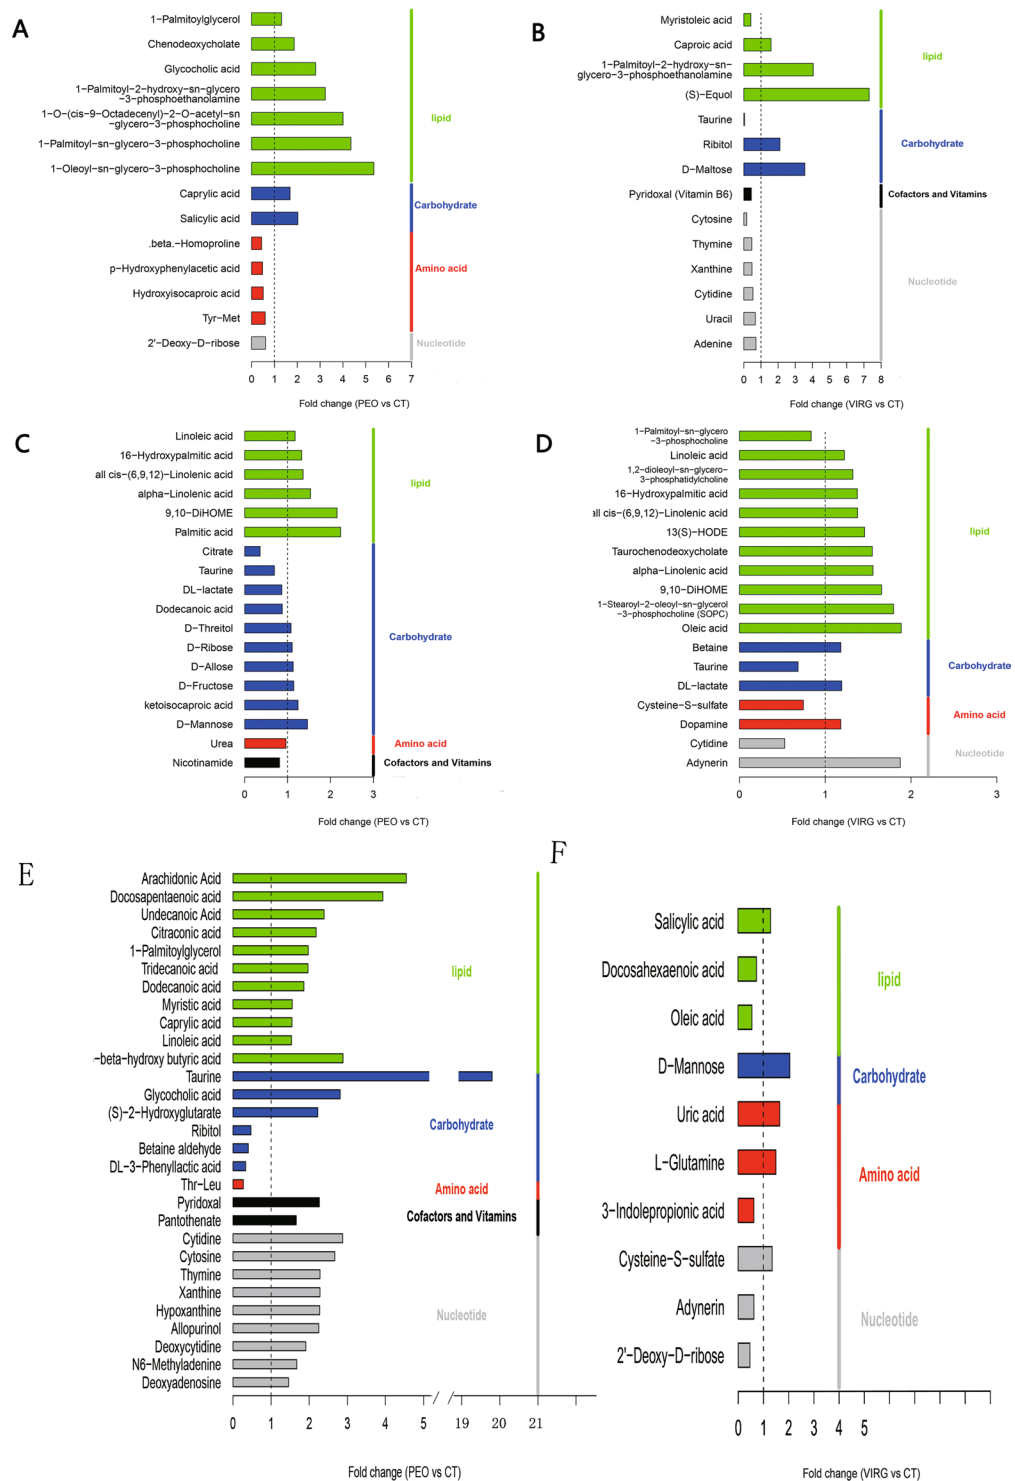 A
1-Palmitoylglycerol
Chenodeoxycholate
Glycocholic acid
1-Palmitoyl-2-hydroxy-sn-glycero
-3-phosphoethanolamine
1-O-(cis-9-Octadecenyl)-2-O-acetyl-sn
-glycero-3-phosphocholine
1-Palmitoyl-sn-glycero-3-phosphocholine
1-Oleoyl-sn-glycero-3-phosphocholine
Caprylic acid
Salicylic acid
.beta.-Homoproline
p-Hydroxyphenylacetic acid
Hydroxyisocaproic acid
Tyr-Met
2'-Deoxy-D-ribose
lipid
Carbohydrate
Amino acid
Nucleotide
0 1 2 3 4 5 6 7
Fold change (PEO vs CT)
B
Myristoleic acid
Caproic acid
1-Palmitoyl-2-hydroxy-sn-
glycero-3-phosphoethanolamine
(S)-Equol
Taurine
Ribitol
D-Maltose
Pyridoxal (Vitamin B6)
Cytosine
Thymine
Xanthine
Cytidine
Uracil
Adenine
lipid
Carbohydrate
Cofactors and Vitamins
Nucleotide
0 1 2 3 4 5 6 7 8
Fold change (VIRG vs CT)
C
Linoleic acid
16-Hydroxypalmitic acid
all cis-(6,9,12)-Linolenic acid
alpha-Linolenic acid
9,10-DiHOME
Palmitic acid
Citrate
Taurine
DL-lactate
Dodecanoic acid
D-Threitol
D-Ribose
D-Allose
D-Fructose
ketoisocaproic acid
D-Mannose
Urea
Nicotinamide
lipid
Carbohydrate
Amino acid
Cofactors and Vitamins
0 1 2 3
Fold change (PEO vs CT)
D
1-Palmitoyl-sn-glycero
-3-phosphocholine
Linoleic acid
1,2-dioleoyl-sn-glycero-
3-phosphatidylcholine
16-Hydroxypalmitic acid
all cis-(6,9,12)-Linolenic acid
13(S)-HODE
Taurochenodeoxycholate
alpha-Linolenic acid
9,10-DiHOME
1-Stearoyl-2-oleoyl-sn-glycerol
-3-phosphocholine (SOPC)
Oleic acid
Betaine
Taurine
DL-lactate
Cysteine-S-sulfate
Dopamine
Cytidine
Adynerin
lipid
Carbohydrate
Amino acid
Nucleotide
0 1 2 3
Fold change (VIRG vs CT)
E
Arachidonic Acid
Docosapentaenoic acid
Undecanoic Acid
Citraconic acid
1-Palmitoylglycerol
Tridecanoic acid
Dodecanoic acid
Myristic acid
Caprylic acid
Linoleic acid
-beta-hydroxy butyric acid
Taurine
Glycocholic acid
(S)-2-Hydroxyglutarate
Ribitol
Betaine aldehyde
DL-3-Phenyllactic acid
Thr-Leu
Pyridoxal
Pantothenate
Cytidine
Cytosine
Thymine
Xanthine
Hypoxanthine
Allopurinol
Deoxycytidine
N6-Methyladenine
Deoxyadenosine
lipid
Carbohydrate
Amino acid
Cofactors and Vitamins
Nucleotide
0 1 2 3 4 5 // 19 20 21
Fold change (PEO vs CT)
F
Salicylic acid
Docosahexaenoic acid
Oleic acid
D-Mannose
Uric acid
L-Glutamine
3-Indolepropionic acid
Cysteine-S-sulfate
Adynerin
2'-Deoxy-D-ribose
lipid
Carbohydrate
Amino acid
Nucleotide
0 1 2 3 4 5
Fold change (VIRG vs CT)